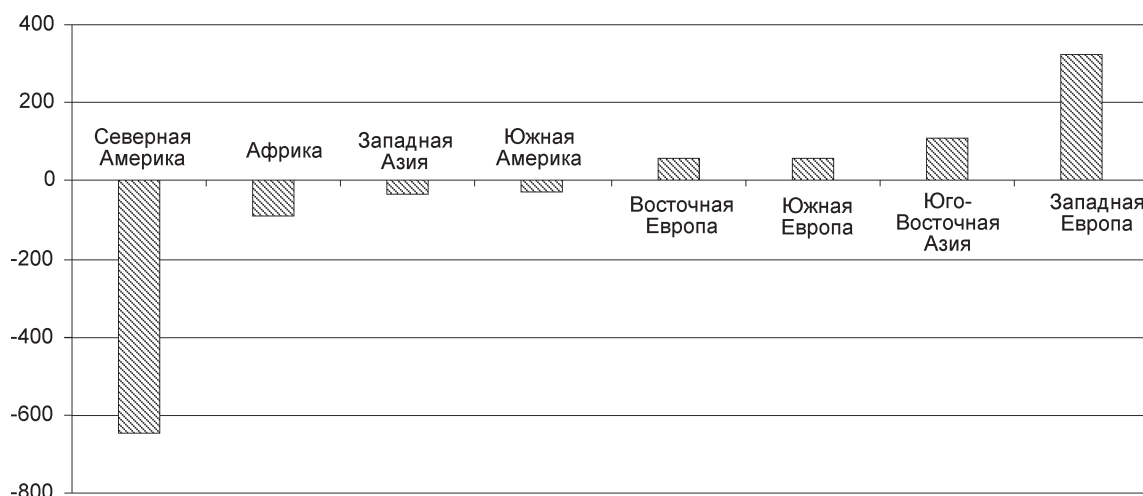 400
200
Северная
Америка
Африка
Западная
Азия
Южная
Америка
0
Восточная
Европа
Южная
Европа
Юго-
Восточная
Азия
Западная
Европа
-200
-400
-600
-800